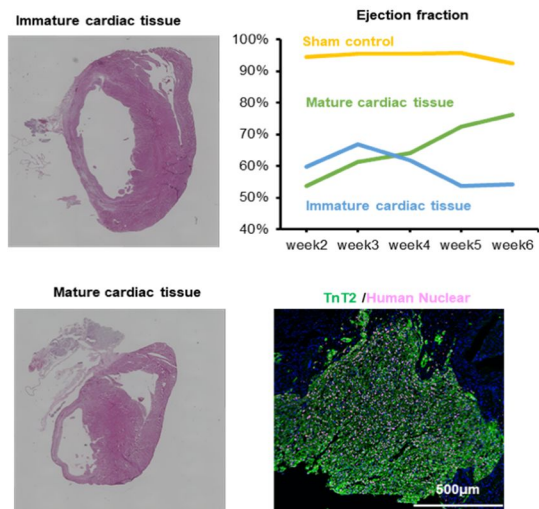 Immature cardiac tissue
Ejection fraction
100%
90%
80%
70%
60%
50%
40%
Sham control
Mature cardiac tissue
Immature cardiac tissue
week2 week3 week4 week5 week6
Mature cardiac tissue
TnT2 /Human Nuclear
500μm